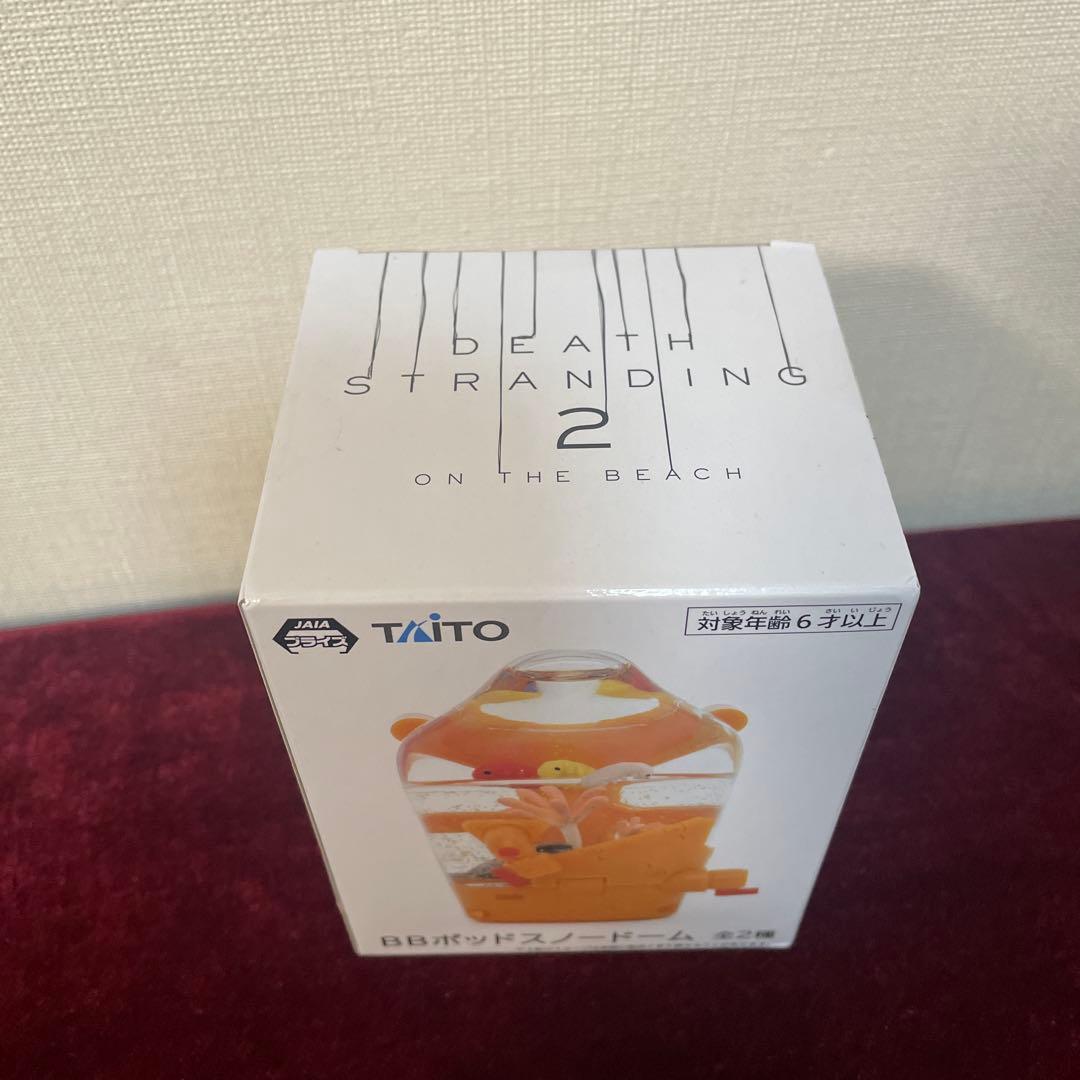 DEATH
STRANDING
2
ON THE BEACH
JAIA
プライズ
TAITO
たいしょうねんれい さいいじょう
対象年齢6才以上
BBポッドスノードーム 全2種